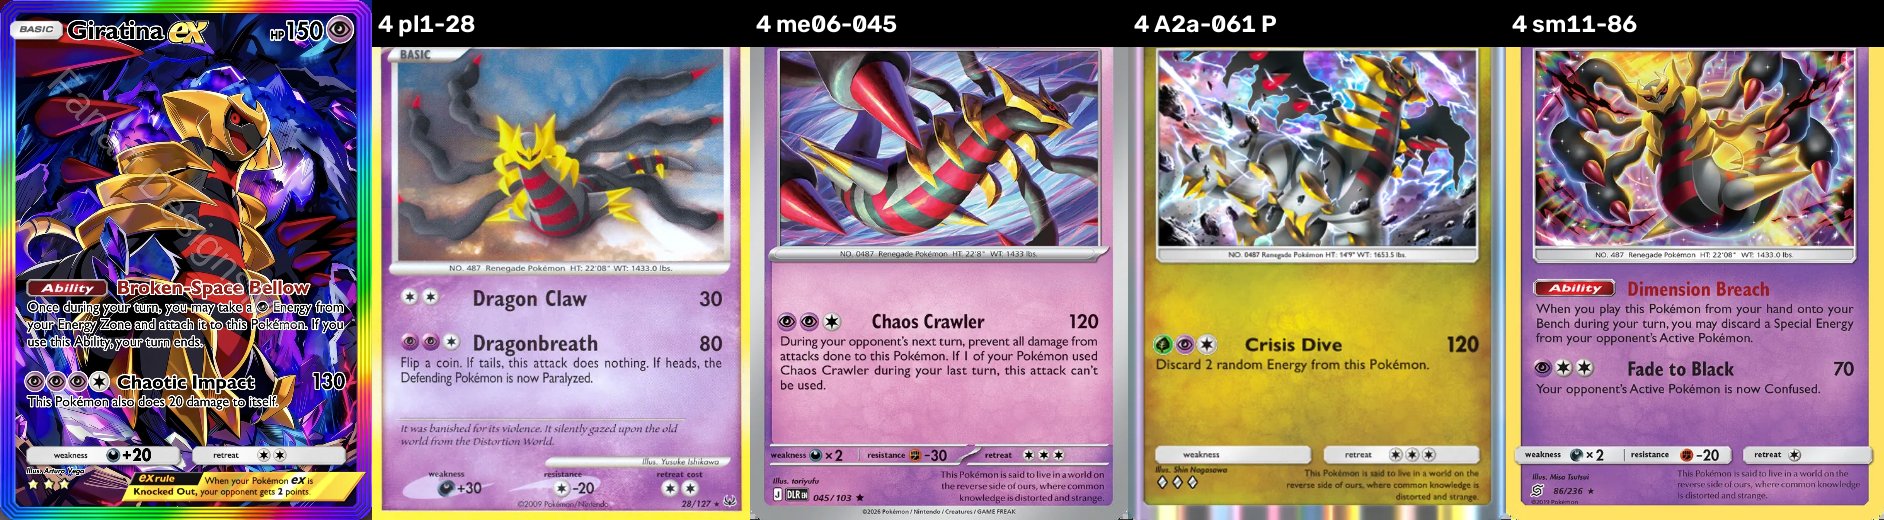 BASIC Giratina ex HP 150
Fanart Designs
Ability Broken-Space Bellow
Once during your turn, you may take a Energy from
your Energy Zone and attach it to this Pokémon. If you
use this Ability, your turn ends.
Chaotic Impact 130
This Pokémon also does 20 damage to itself.
weakness +20 retreat
Illus. Arturo Vega
ex rule When your Pokémon ex is
Knocked Out, your opponent gets 2 points.
4 pl1-28
BASIC
NO. 487 Renegade Pokémon HT: 22'08" WT: 1433.0 lbs.
Dragon Claw 30
Dragonbreath 80
Flip a coin. If tails, this attack does nothing. If heads, the
Defending Pokémon is now Paralyzed.
It was banished for its violence. It silently gazed upon the old
world from the Distortion World.
Illus. Yusuke Ishikawa
weakness resistance retreat cost
+30 -20
©2009 Pokémon/Nintendo 28/127 ★
4 me06-045
NO. 0487 Renegade Pokémon HT: 22'8" WT: 1433 lbs.
Chaos Crawler 120
During your opponent's next turn, prevent all damage from
attacks done to this Pokémon. If 1 of your Pokémon used
Chaos Crawler during your last turn, this attack can't
be used.
weakness ×2 resistance -30 retreat
Illus. toriyufu
J DLR EN 045/103 ★
This Pokémon is said to live in a world on
the reverse side of ours, where common
knowledge is distorted and strange.
©2026 Pokémon / Nintendo / Creatures / GAME FREAK
4 A2a-061 P
NO. 0487 Renegade Pokémon HT: 14'9" WT: 1653.5 lbs.
Crisis Dive 120
Discard 2 random Energy from this Pokémon.
weakness retreat
Illus. Shin Nagasawa
This Pokémon is said to live in a world on the
reverse side of ours, where common knowledge is
distorted and strange.
4 sm11-86
NO. 487 Renegade Pokémon HT: 22'08" WT: 1433.0 lbs.
Ability Dimension Breach
When you play this Pokémon from your hand onto your
Bench during your turn, you may discard a Special Energy
from your opponent's Active Pokémon.
Fade to Black 70
Your opponent's Active Pokémon is now Confused.
weakness ×2 resistance -20 retreat
Illus. Misa Tsutsui
86/236 ★
©2019 Pokémon
This Pokémon is said to live in a world on the
reverse side of ours, where common knowledge
is distorted and strange.